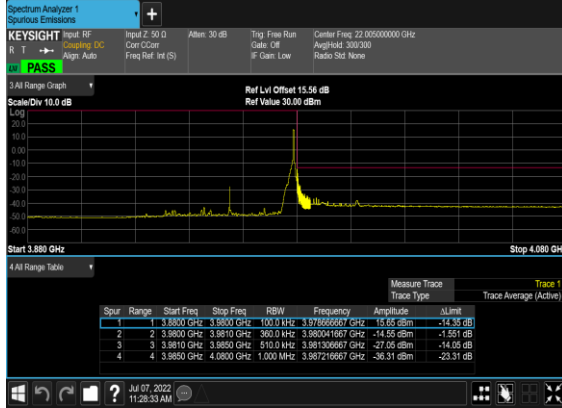 Spectrum Analyzer 1
Spurious Emissions
+
KEYSIGHT Input: RF Input Z: 50 Ω Atten: 30 dB Trig: Free Run Center Freq: 22.005000000 GHz
R T Coupling: DC Corr CCorr Gate: Off Avg|Hold: 300/300
Align: Auto Freq Ref: Int (S) IF Gain: Low Radio Std: None
PASS
3 All Range Graph Ref Lvl Offset 15.56 dB
Scale/Div 10.0 dB Ref Value 30.00 dBm
Log
20.0
10.0
0.00
-10.0
-20.0
-30.0
-40.0
-50.0
-60.0
Start 3.880 GHz Stop 4.080 GH
4 All Range Table
Measure Trace Trace 1
Trace Type Trace Average (Active)
Spur Range Start Freq Stop Freq RBW Frequency Amplitude ΔLimit
1 1 3.8800 GHz 3.9800 GHz 100.0 kHz 3.978666667 GHz 15.65 dBm -14.35 dB
2 2 3.9800 GHz 3.9810 GHz 360.0 kHz 3.980041667 GHz -14.55 dBm -1.551 dB
3 3 3.9810 GHz 3.9850 GHz 510.0 kHz 3.981306667 GHz -27.05 dBm -14.05 dB
4 4 3.9850 GHz 4.0800 GHz 1.000 MHz 3.987216667 GHz -36.31 dBm -23.31 dB
? Jul 07, 2022
11:28:33 AM